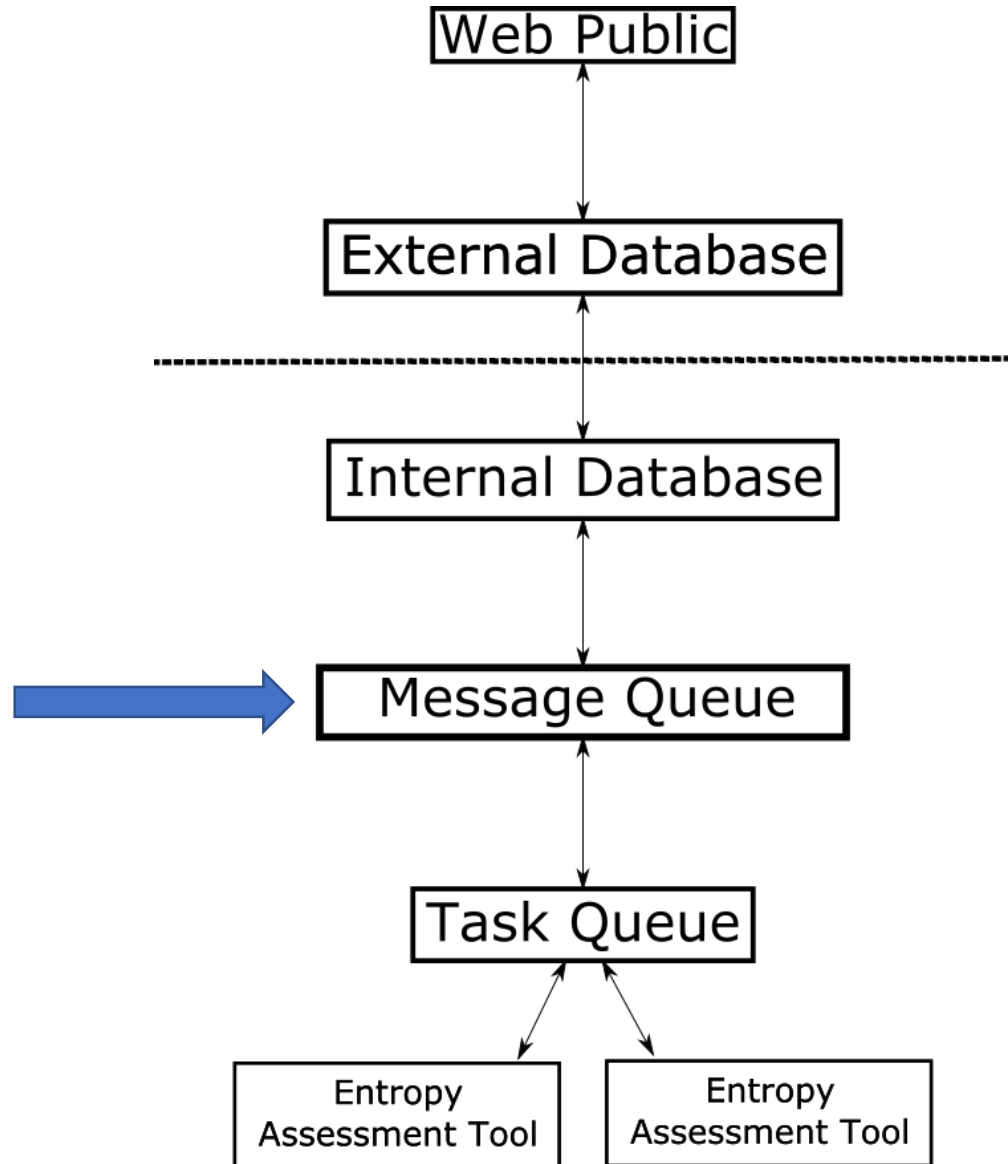 Web Public
External Database
Internal Database
Message Queue
Task Queue
Entropy
Assessment Tool
Entropy
Assessment Tool